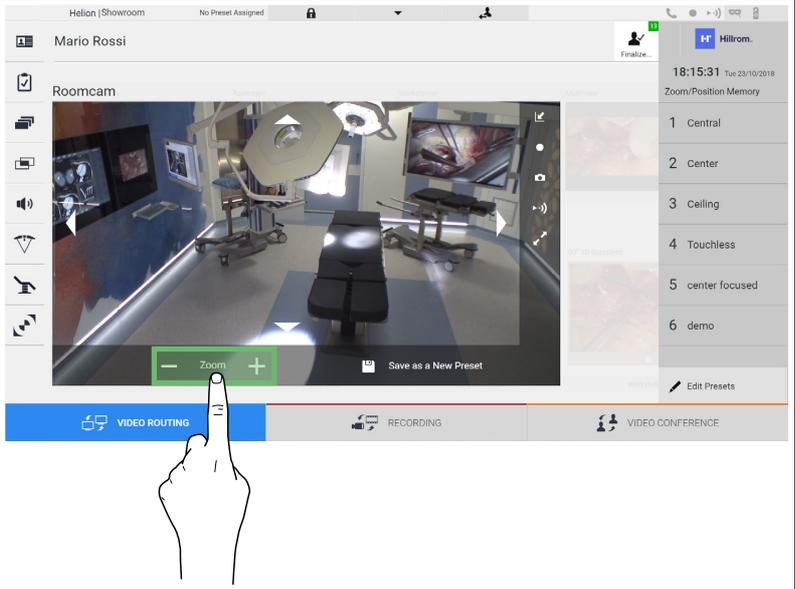 Helion | Showroom
No Preset Assigned
Mario Rossi
13
Finalize...
Hillrom.
18:15:31 Tue 23/10/2018
Zoom/Position Memory
Roomcam
1 Central
2 Center
3 Ceiling
4 Touchless
5 center focused
6 demo
Zoom
Save as a New Preset
Edit Presets
VIDEO ROUTING
RECORDING
VIDEO CONFERENCE